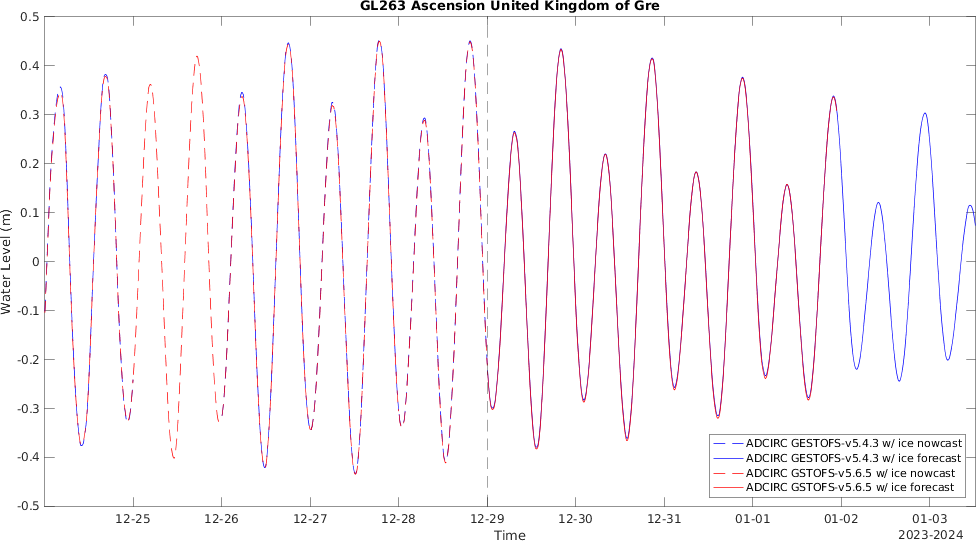 GL263 Ascension United Kingdom of Gre
0.5
0.4
0.3
0.2
0.1
0
-0.1
-0.2
-0.3
-0.4
-0.5
Water Level (m)
12-25 12-26 12-27 12-28 12-29 12-30 12-31 01-01 01-02 01-03
Time
2023-2024
ADCIRC GESTOFS-v5.4.3 w/ ice nowcast
ADCIRC GESTOFS-v5.4.3 w/ ice forecast
ADCIRC GSTOFS-v5.6.5 w/ ice nowcast
ADCIRC GSTOFS-v5.6.5 w/ ice forecast